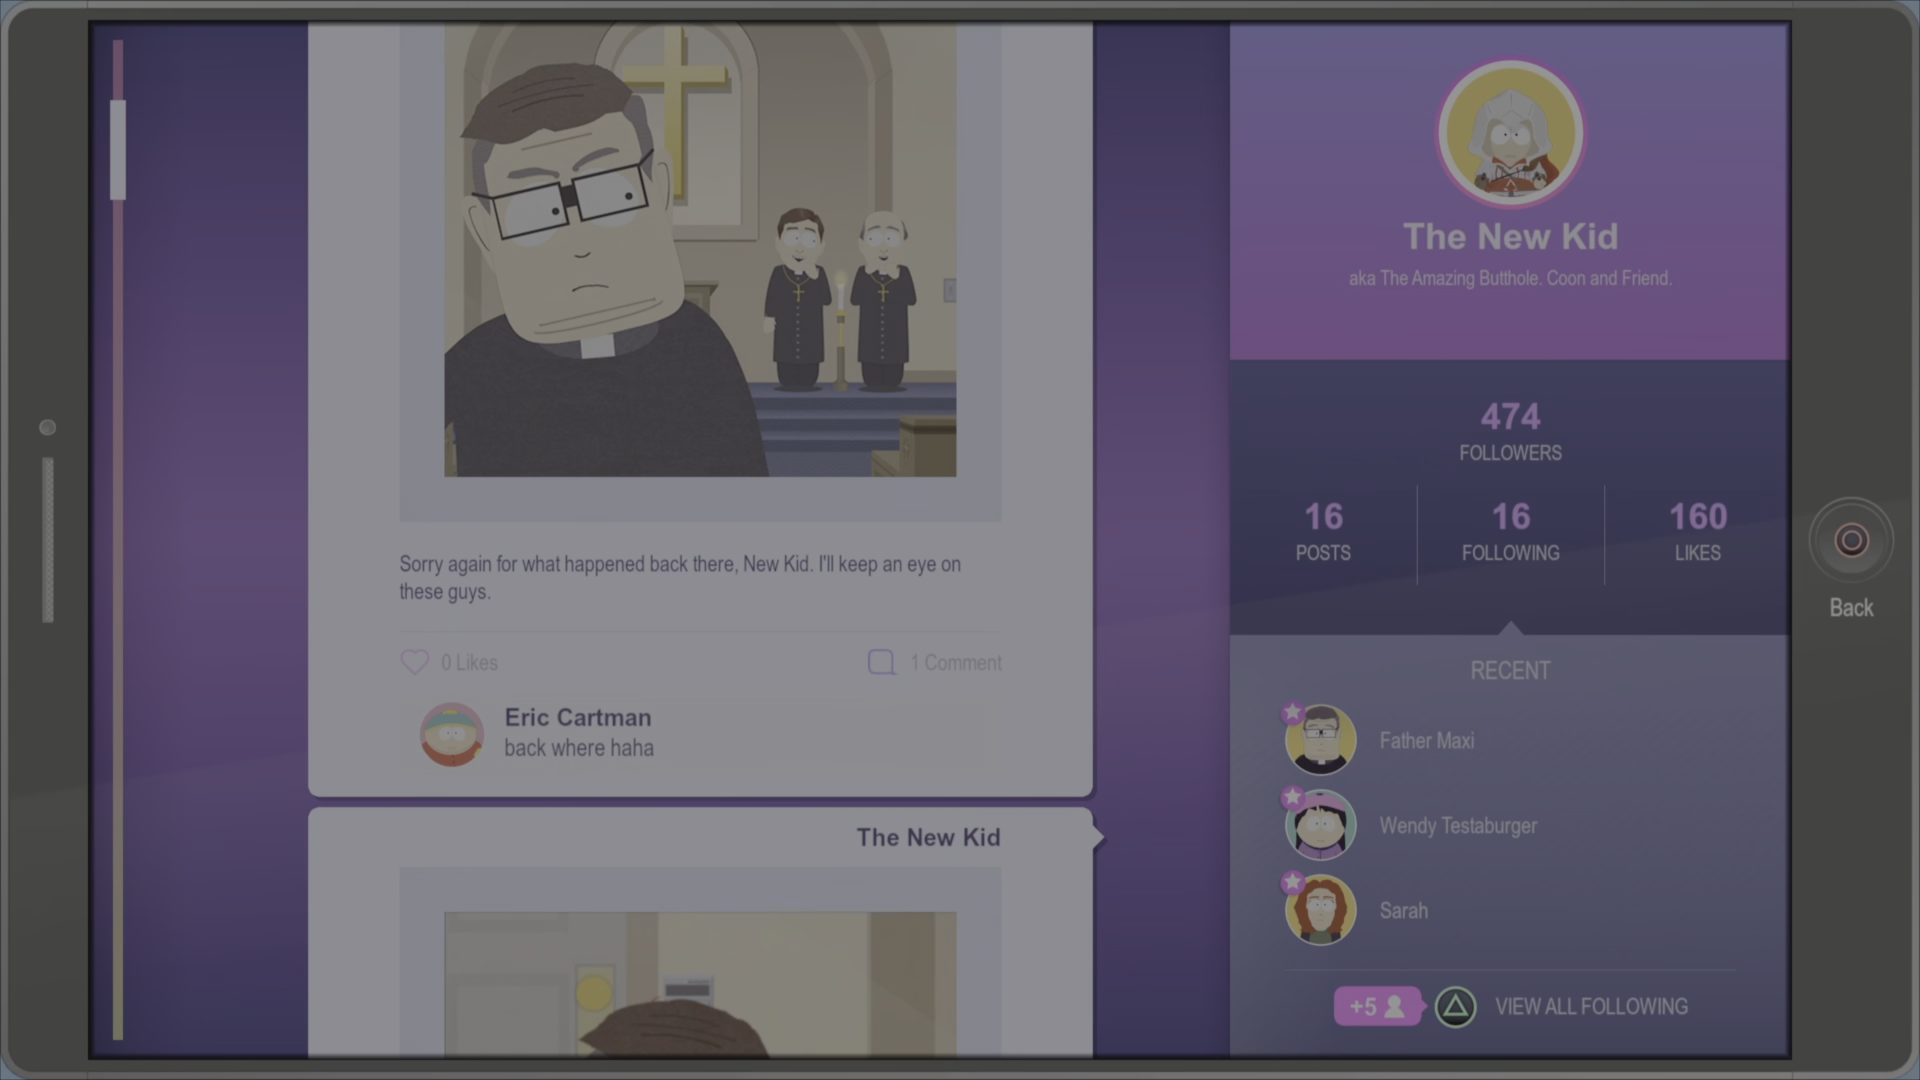 Sorry again for what happened back there, New Kid. I'll keep an eye on
these guys.
0 Likes
1 Comment
Eric Cartman
back where haha
The New Kid
The New Kid
aka The Amazing Butthole. Coon and Friend.
474
FOLLOWERS
16
POSTS
16
FOLLOWING
160
LIKES
RECENT
Father Maxi
Wendy Testaburger
Sarah
+5
VIEW ALL FOLLOWING
Back